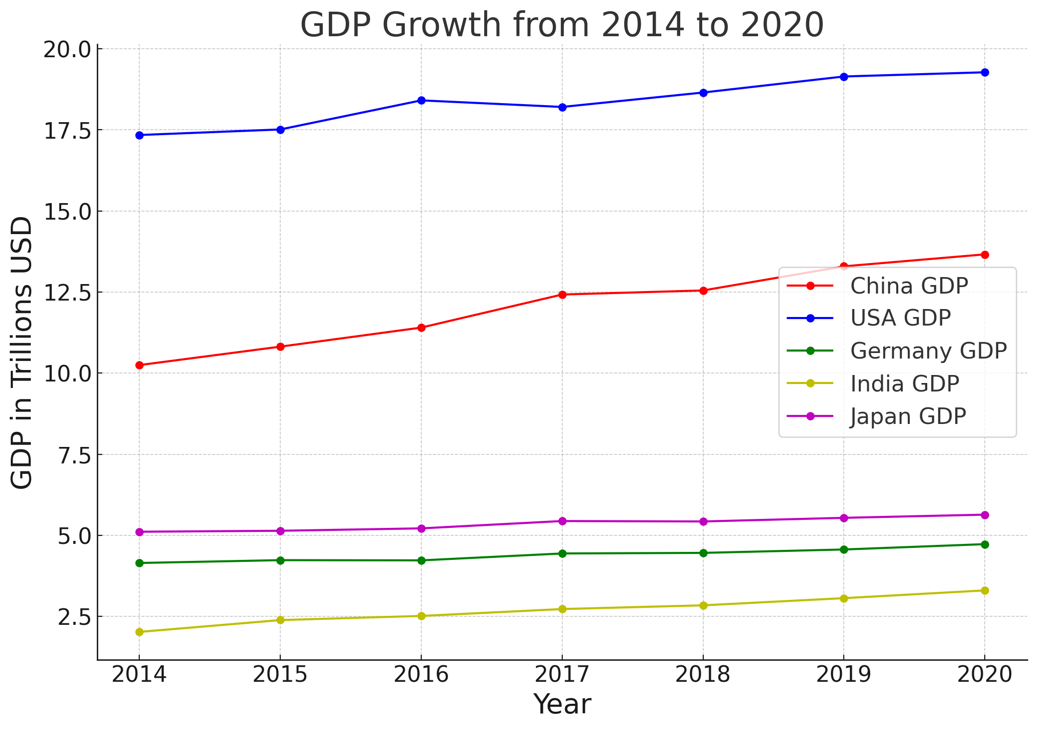 GDP Growth from 2014 to 2020
GDP in Trillions USD
20.0
17.5
15.0
12.5
10.0
7.5
5.0
2.5
China GDP
USA GDP
Germany GDP
India GDP
Japan GDP
2014 2015 2016 2017 2018 2019 2020
Year